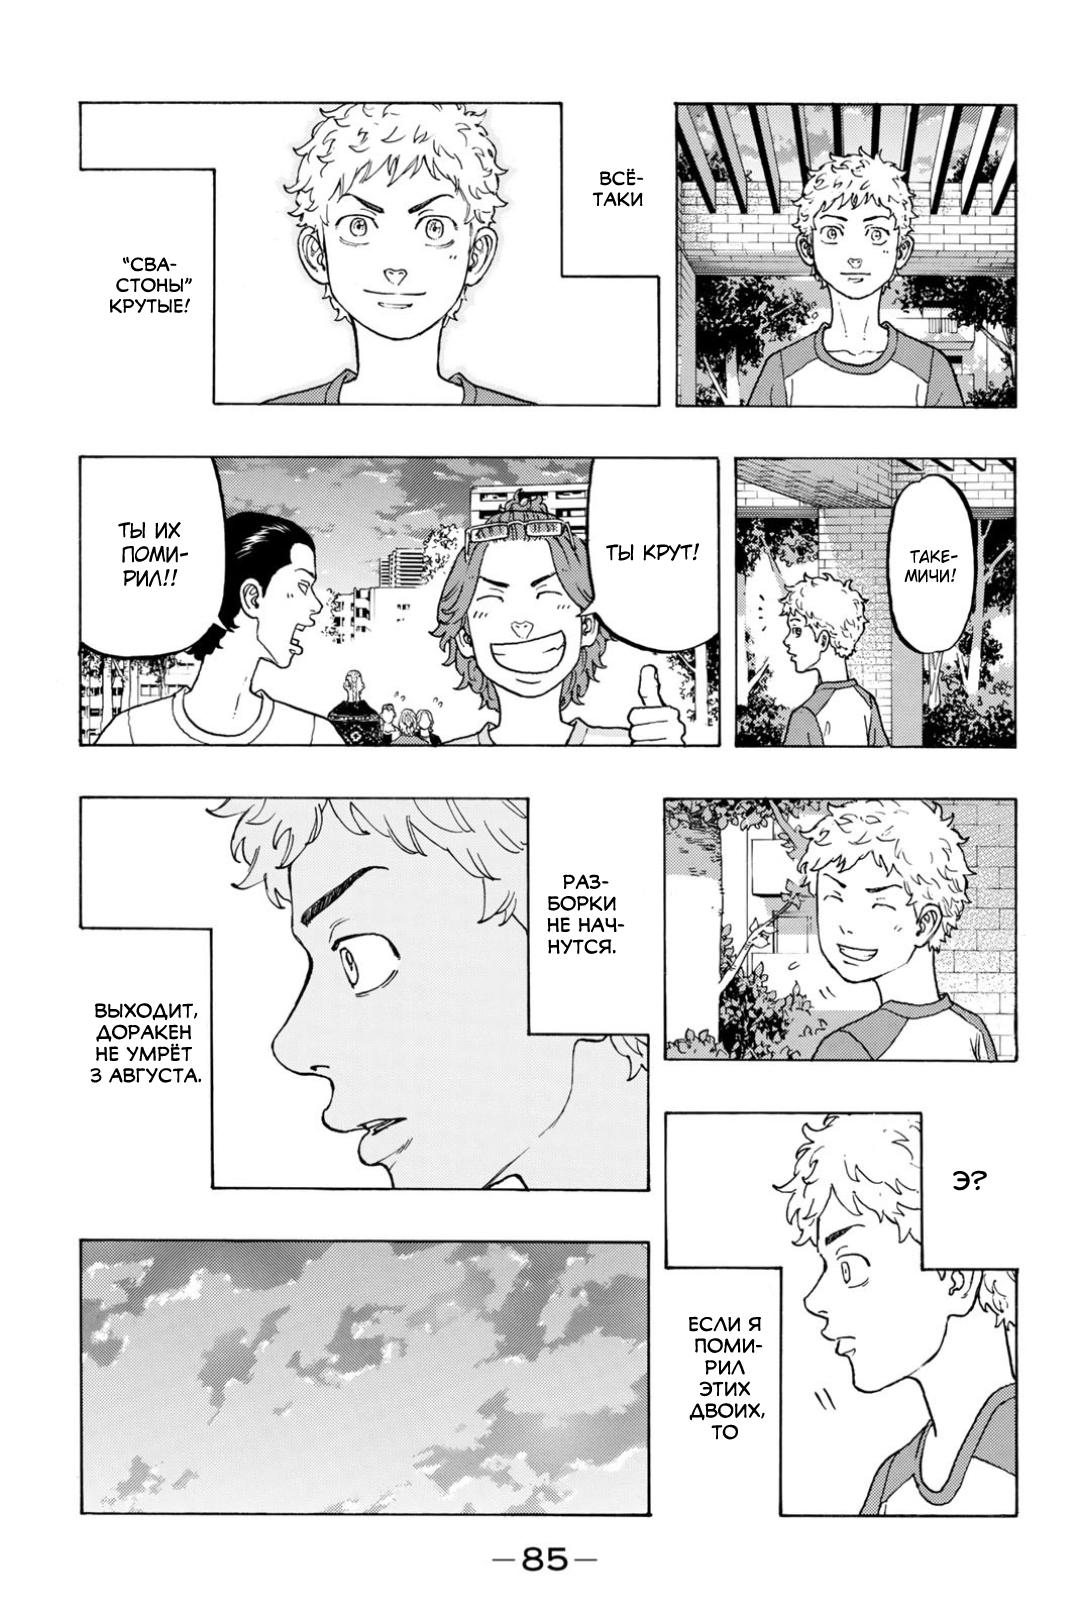 ВСЁ-
ТАКИ
"СВА-
СТОНЫ"
КРУТЫЕ!
ТАКЕ-
МИЧИ!
ТЫ КРУТ!
ТЫ ИХ
ПОМИ-
РИЛ!!
РАЗ-
БОРКИ
НЕ НАЧ-
НУТСЯ.
ВЫХОДИТ,
ДОРАКЕН
НЕ УМРЁТ
3 АВГУСТА.
Э?
ЕСЛИ Я
ПОМИ-
РИЛ
ЭТИХ
ДВОИХ,
ТО
—85—